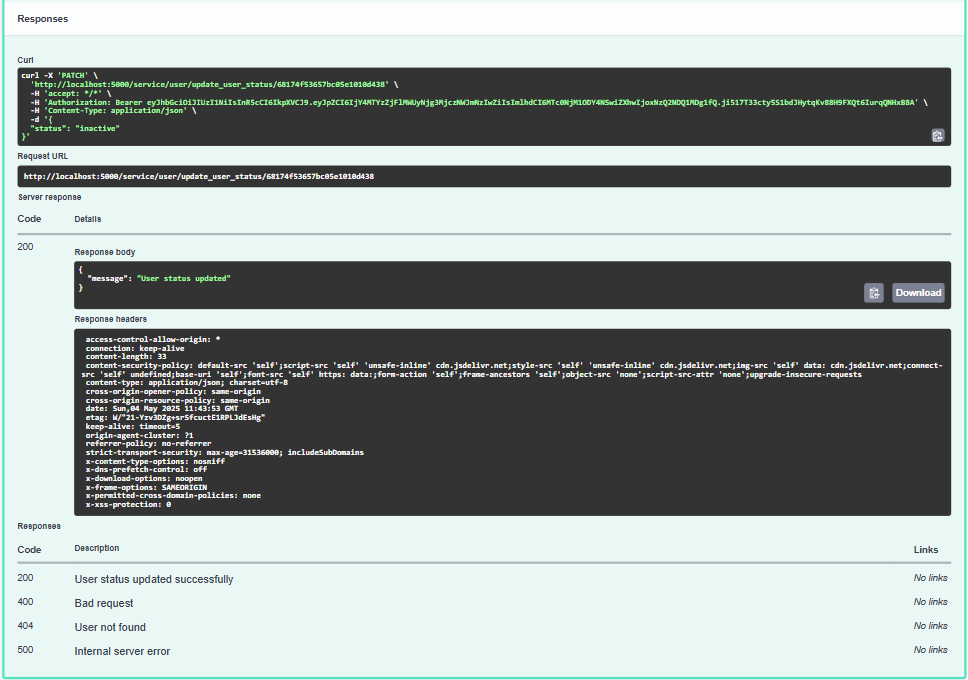 Responses
Curl
curl -X 'PATCH' \
'http://localhost:5000/service/user/update_user_status/68174f53657bc05e1010d438' \
-H 'accept: */*' \
-H 'Authorization: Bearer eyJhbGciOiJIUzI1NiIsInR5cCI6IkpXVCJ9.eyJpZCI6IjY4MTYzZjFlMWUyNjg3MjczNWJmNzIwZiIsImlhdCI6MTc0NjM1ODY4NSwiZXhwIjoxNzQ2NDQ1MDg1fQ.ji517T33cty5S1bdJHytqKv88H9FXQt6IurqQNHxB8A' \
-H 'Content-Type: application/json' \
-d '{
"status": "inactive"
}'
Request URL
http://localhost:5000/service/user/update_user_status/68174f53657bc05e1010d438
Server response
Code Details
200
Response body
{
"message": "User status updated"
}
Download
Response headers
access-control-allow-origin: *
connection: keep-alive
content-length: 33
content-security-policy: default-src 'self';script-src 'self' 'unsafe-inline' cdn.jsdelivr.net;style-src 'self' 'unsafe-inline' cdn.jsdelivr.net;img-src 'self' data: cdn.jsdelivr.net;connect-
src 'self' undefined;base-uri 'self';font-src 'self' https: data:;form-action 'self';frame-ancestors 'self';object-src 'none';script-src-attr 'none';upgrade-insecure-requests
content-type: application/json; charset=utf-8
cross-origin-opener-policy: same-origin
cross-origin-resource-policy: same-origin
date: Sun,04 May 2025 11:43:53 GMT
etag: W/"21-Yzv3DZg+srSfcuctE1RPLJdEsHg"
keep-alive: timeout=5
origin-agent-cluster: ?1
referrer-policy: no-referrer
strict-transport-security: max-age=31536000; includeSubDomains
x-content-type-options: nosniff
x-dns-prefetch-control: off
x-download-options: noopen
x-frame-options: SAMEORIGIN
x-permitted-cross-domain-policies: none
x-xss-protection: 0
Responses
Code Description Links
200 User status updated successfully No links
400 Bad request No links
404 User not found No links
500 Internal server error No links